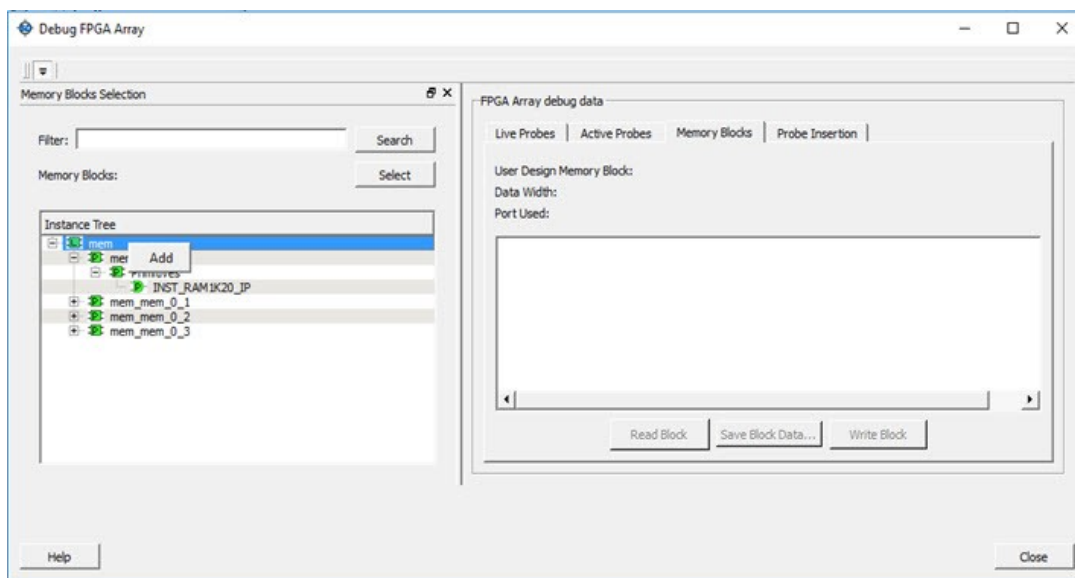 Debug FPGA Array
Memory Blocks Selection
Filter:
Search
Memory Blocks:
Select
Instance Tree
mem
Add
Primitives
INST_RAM1K20_IP
mem_mem_0_1
mem_mem_0_2
mem_mem_0_3
FPGA Array debug data
Live Probes Active Probes Memory Blocks Probe Insertion
User Design Memory Block:
Data Width:
Port Used:
Read Block Save Block Data... Write Block
Help
Close